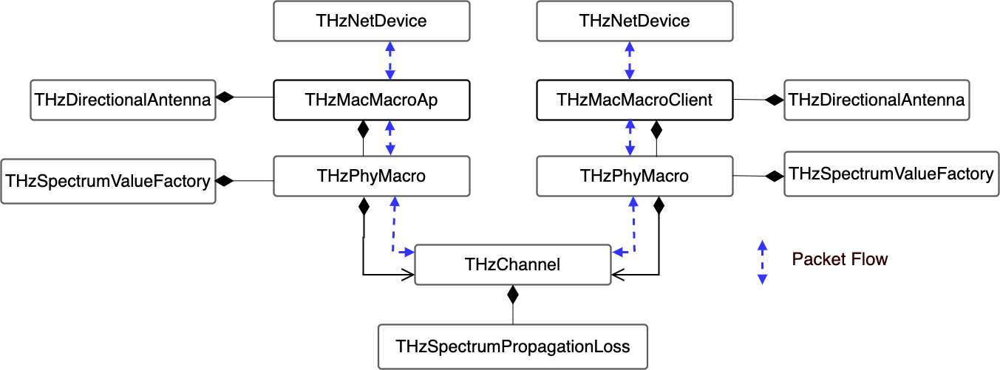 THzNetDevice
THzNetDevice
THzDirectionalAntenna
THzMacMacroAp
THzMacMacroClient
THzDirectionalAntenna
THzSpectrumValueFactory
THzPhyMacro
THzPhyMacro
THzSpectrumValueFactory
THzChannel
Packet Flow
THzSpectrumPropagationLoss